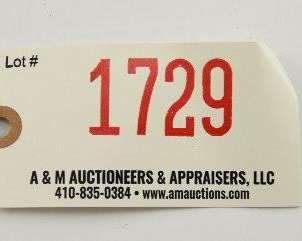 Lot #
1729
A & M AUCTIONEERS & APPRAISERS, LLC
410-835-0384 • www.amauctions.com